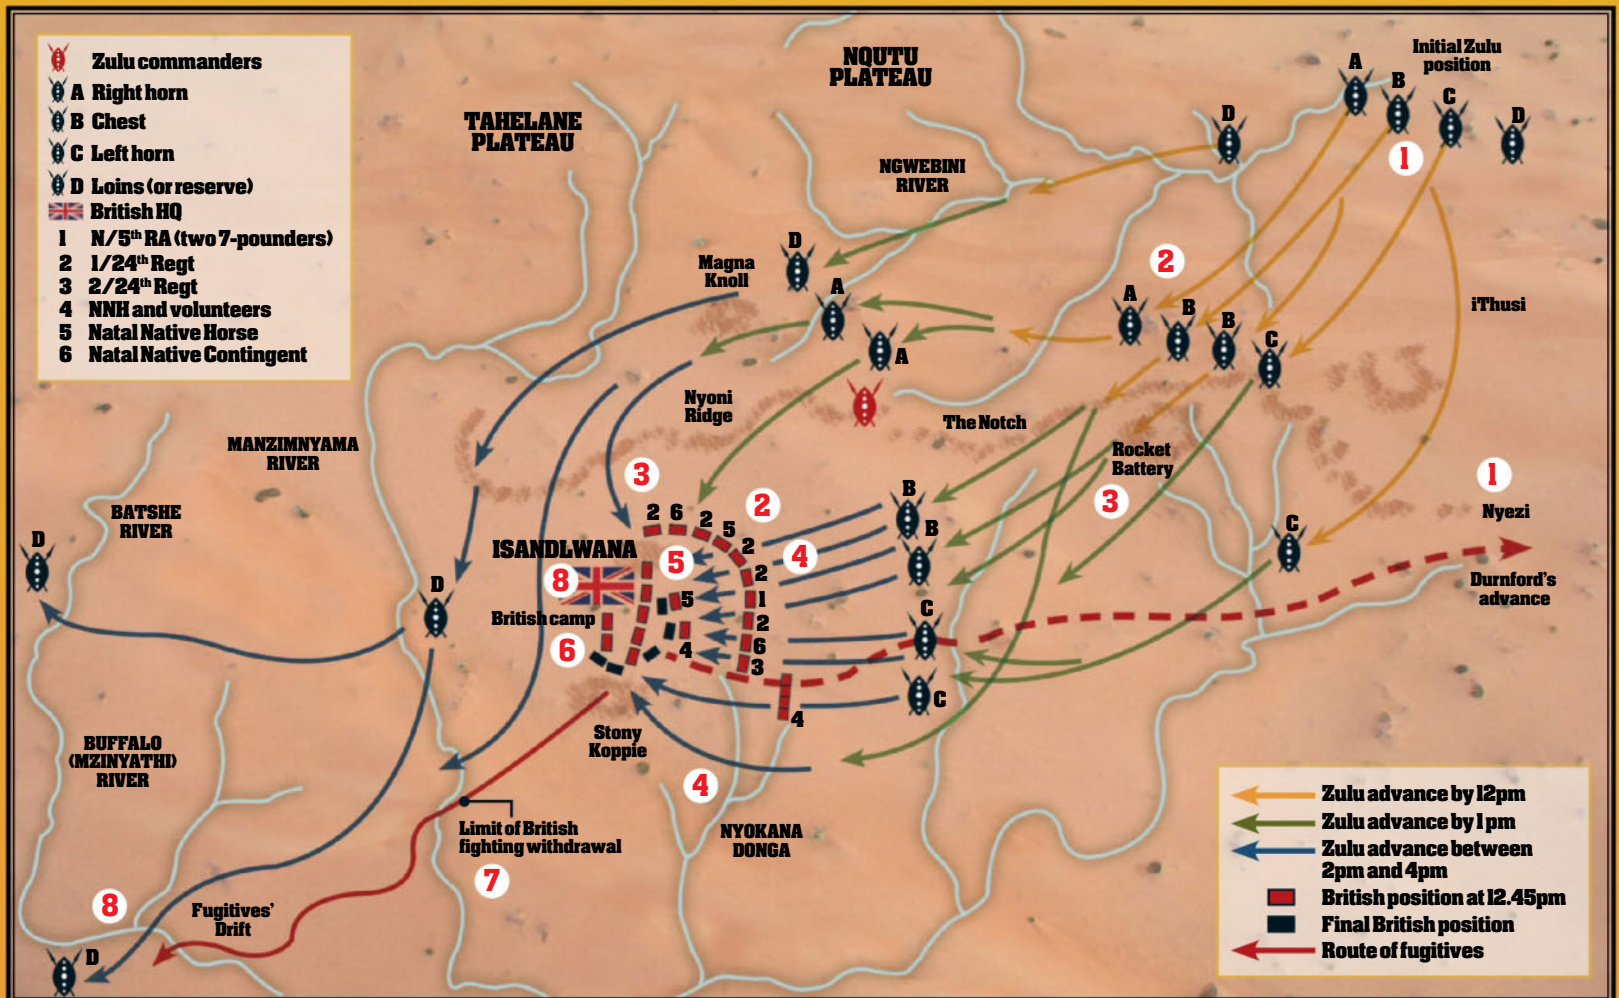 Zulu commanders
A Right horn
B Chest
C Left horn
D Loins (or reserve)
British HQ
1 N/5th RA (two 7-pounders)
2 1/24th Regt
3 2/24th Regt
4 NNH and volunteers
5 Natal Native Horse
6 Natal Native Contingent
NQUTU
PLATEAU
TAHELANE
PLATEAU
NGWEBINI
RIVER
Initial Zulu
position
A
B
C
D
1
D
2
A
B
B
C
iThusi
D
Magna
Knoll
A
A
Nyoni
Ridge
The Notch
Rocket
Battery
3
1
Nyezi
C
Durnford's
advance
MANZIMNYAMA
RIVER
BATSHE
RIVER
D
D
3
2
2 6 2 5 2
2
1
2
6
3
4
B
B
C
C
ISANDLWANA
5
8
5
British camp
6
4
4
Stony
Koppie
4
NYOKANA
DONGA
BUFFALO
(MZINYATHI)
RIVER
Limit of British
fighting withdrawal
7
8
Fugitives'
Drift
D
Zulu advance by 12pm
Zulu advance by 1pm
Zulu advance between
2pm and 4pm
British position at 12.45pm
Final British position
Route of fugitives